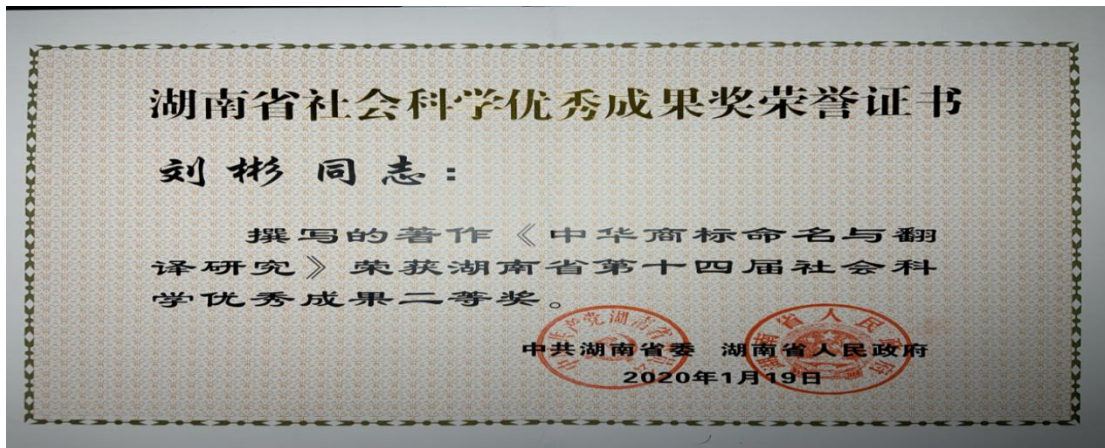 湖南省社会科学优秀成果奖荣誉证书
刘彬 同志：
撰写的著作《中华商标命名与翻
译研究》荣获湖南省第十四届社会科
学优秀成果二等奖。
中共湖南省委 湖南省人民政府
2020年1月19日